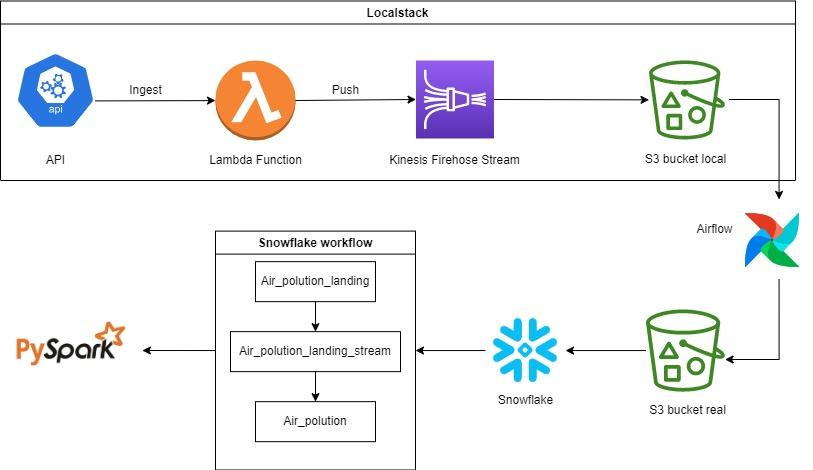 Localstack
api
Ingest
Push
API
Lambda Function
Kinesis Firehose Stream
S3 bucket local
Airflow
Snowflake workflow
Air_polution_landing
Air_polution_landing_stream
Air_polution
PySpark
Snowflake
S3 bucket real